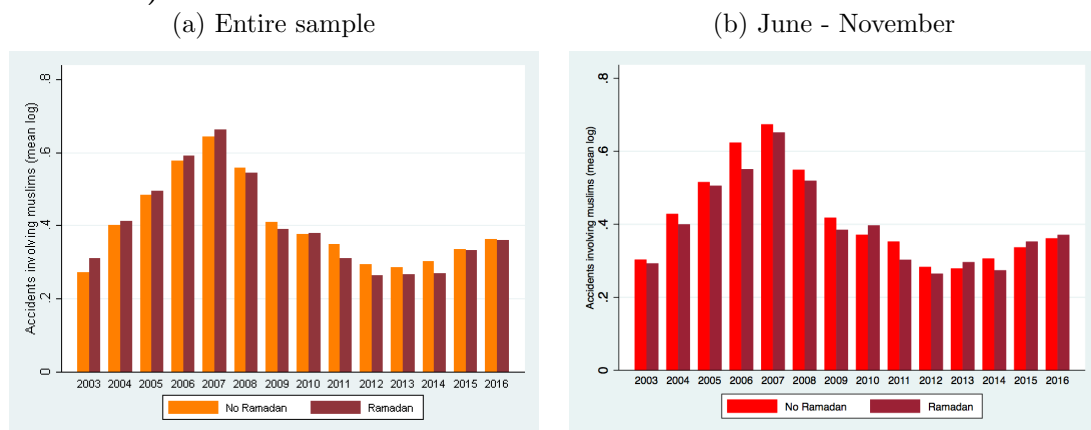 (a) Entire sample
Accidents involving muslims (mean log)
.8
.6
.4
.2
0
2003 2004 2005 2006 2007 2008 2009 2010 2011 2012 2013 2014 2015 2016
No Ramadan Ramadan
(b) June - November
Accidents involving muslims (mean log)
.8
.6
.4
.2
0
2003 2004 2005 2006 2007 2008 2009 2010 2011 2012 2013 2014 2015 2016
No Ramadan Ramadan